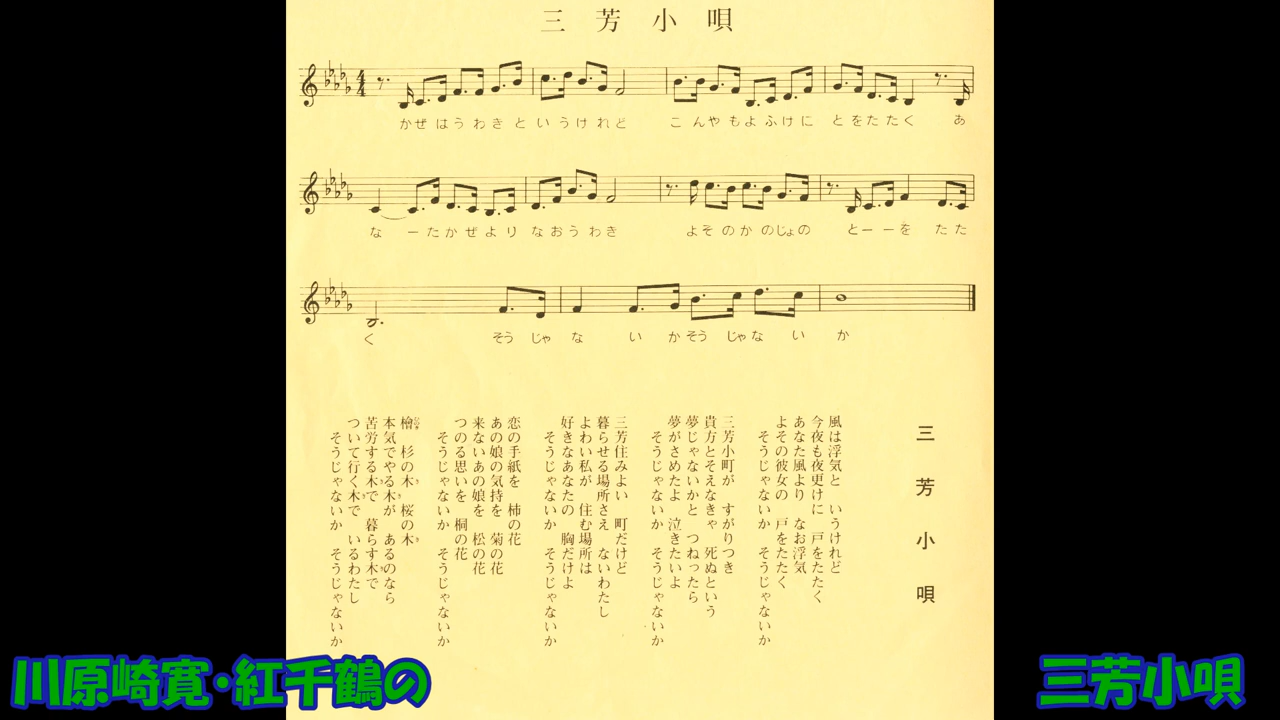 三芳小唄
かぜはうわきというけれど こんやもよふけに とをたたく あ
なーたかぜより なおうわき よそのかのじょの とーーを たた
く そうじゃないか そうじゃないか
三芳小唄
風は浮気と いうけれど
今夜も夜更けに 戸をたたく
あなた風より なお浮気
よその彼女の 戸をたたく
そうじゃないか そうじゃないか
三芳小町が すがりつき
貴方とそえなきゃ 死ぬという
夢じゃないかと つねったら
夢がさめたよ 泣きたいよ
そうじゃないか そうじゃないか
三芳住みよい 町だけど
暮らせる場所さえ ないわたし
よわい私が 住む場所は
好きなあなたの 胸だけよ
そうじゃないか そうじゃないか
恋の手紙を 柿の花
あの娘の気持を 菊の花
来ないあの娘を 松の花
つのる思いを 桐の花
そうじゃないか そうじゃないか
檜 杉の木 桜の木
本気でやる木が あるのなら
苦労する木で 暮らす木で
ついて行く木で いるわたし
そうじゃないか そうじゃないか
川原崎寛・紅千鶴の
三芳小唄